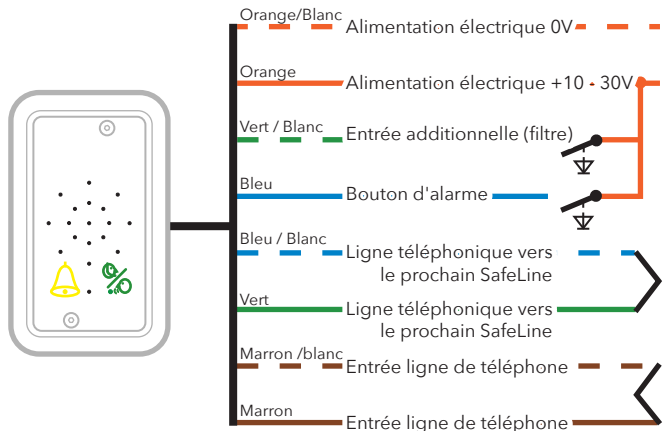 Orange/Blanc
Alimentation électrique 0V
Orange
Alimentation électrique +10 - 30V
Vert / Blanc
Entrée additionnelle (filtre)
Bleu
Bouton d'alarme
Bleu / Blanc
Ligne téléphonique vers
le prochain SafeLine
Vert
Ligne téléphonique vers
le prochain SafeLine
Marron /blanc
Entrée ligne de téléphone
Marron
Entrée ligne de téléphone